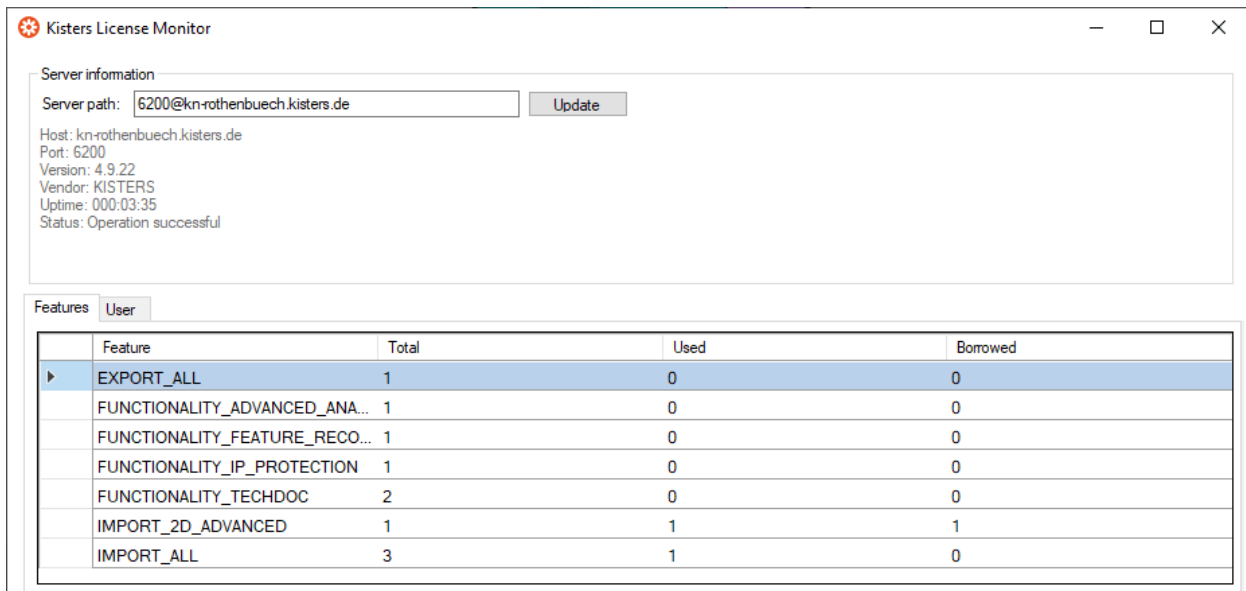 Kisters License Monitor
Server information
Server path: 6200@kn-rothenbuech.kisters.de Update
Host: kn-rothenbuech.kisters.de
Port: 6200
Version: 4.9.22
Vendor: KISTERS
Uptime: 000:03:35
Status: Operation successful
Features User
Feature Total Used Borrowed
EXPORT_ALL 1 0 0
FUNCTIONALITY_ADVANCED_ANA... 1 0 0
FUNCTIONALITY_FEATURE_RECO... 1 0 0
FUNCTIONALITY_IP_PROTECTION 1 0 0
FUNCTIONALITY_TECHDOC 2 0 0
IMPORT_2D_ADVANCED 1 1 1
IMPORT_ALL 3 1 0